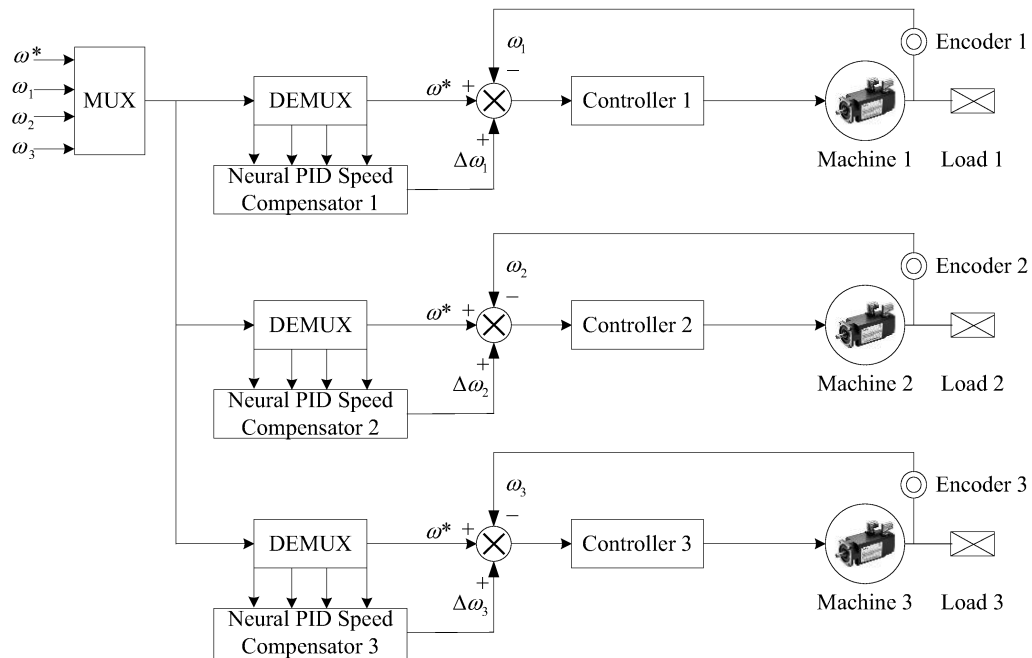 ω*
ω₁
ω₂
ω₃
MUX
DEMUX
Neural PID Speed
Compensator 1
ω*
+
ω₁
−
+
Δω₁
Controller 1
Machine 1
Encoder 1
Load 1
DEMUX
Neural PID Speed
Compensator 2
ω*
+
ω₂
−
+
Δω₂
Controller 2
Machine 2
Encoder 2
Load 2
DEMUX
Neural PID Speed
Compensator 3
ω*
+
ω₃
−
+
Δω₃
Controller 3
Machine 3
Encoder 3
Load 3